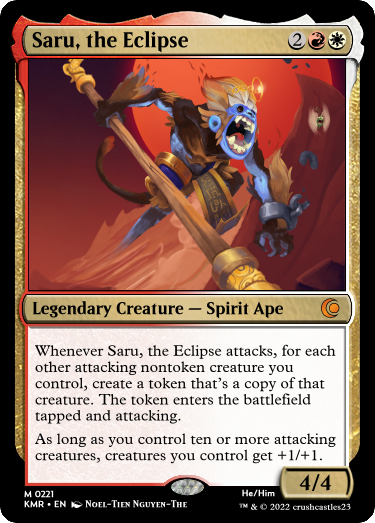 Saru, the Eclipse 2
Legendary Creature — Spirit Ape
Whenever Saru, the Eclipse attacks, for each
other attacking nontoken creature you
control, create a token that's a copy of that
creature. The token enters the battlefield
tapped and attacking.
As long as you control ten or more attacking
creatures, creatures you control get +1/+1.
4/4
M 0221 He/Him
KMR • EN Noel-Tien Nguyen-The ™ & © 2022 crushcastles23